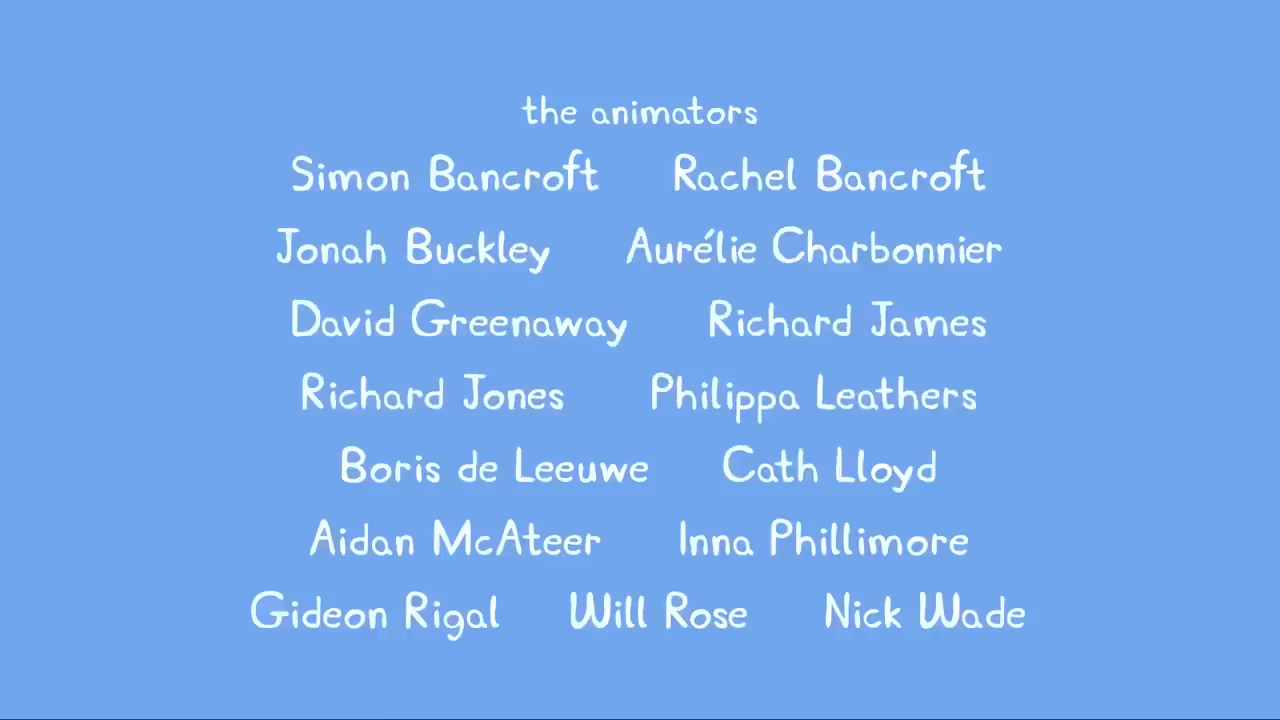 the animators
Simon Bancroft Rachel Bancroft
Jonah Buckley Aurélie Charbonnier
David Greenaway Richard James
Richard Jones Philippa Leathers
Boris de Leeuwe Cath Lloyd
Aidan McAteer Inna Phillimore
Gideon Rigal Will Rose Nick Wade